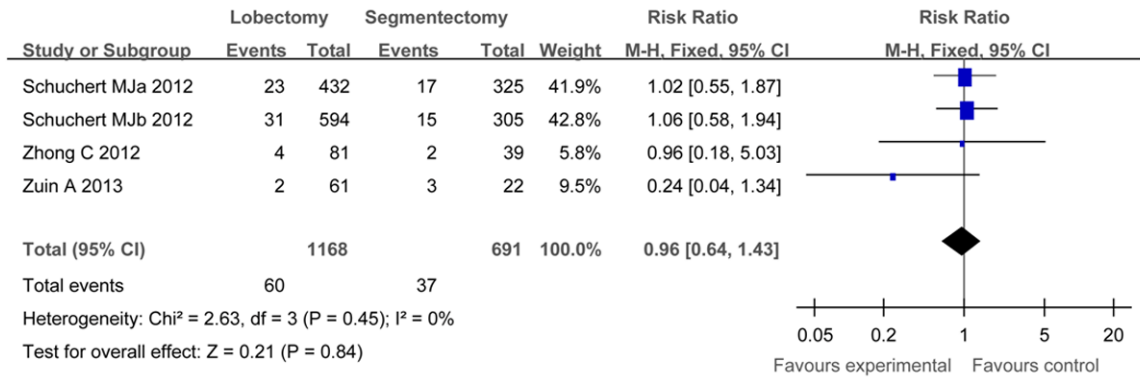 Lobectomy Segmentectomy Risk Ratio Risk Ratio
Study or Subgroup Events Total Events Total Weight M-H, Fixed, 95% CI M-H, Fixed, 95% CI
Schuchert MJa 2012 23 432 17 325 41.9% 1.02 [0.55, 1.87]
Schuchert MJb 2012 31 594 15 305 42.8% 1.06 [0.58, 1.94]
Zhong C 2012 4 81 2 39 5.8% 0.96 [0.18, 5.03]
Zuin A 2013 2 61 3 22 9.5% 0.24 [0.04, 1.34]
Total (95% CI) 1168 691 100.0% 0.96 [0.64, 1.43]
Total events 60 37
Heterogeneity: Chi² = 2.63, df = 3 (P = 0.45); I² = 0%
Test for overall effect: Z = 0.21 (P = 0.84)
0.05 0.2 1 5 20
Favours experimental Favours control